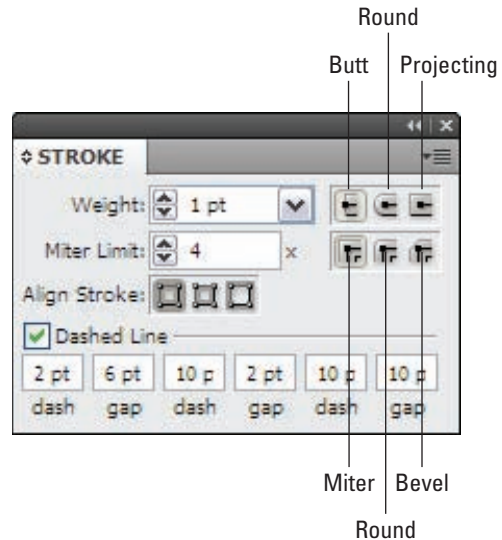 Round
Butt Projecting
STROKE
Weight: 1 pt
Miter Limit: 4 x
Align Stroke:
Dashed Line
2 pt 6 pt 10 p 2 pt 10 p 10 p
dash gap dash gap dash gap
Miter Bevel
Round